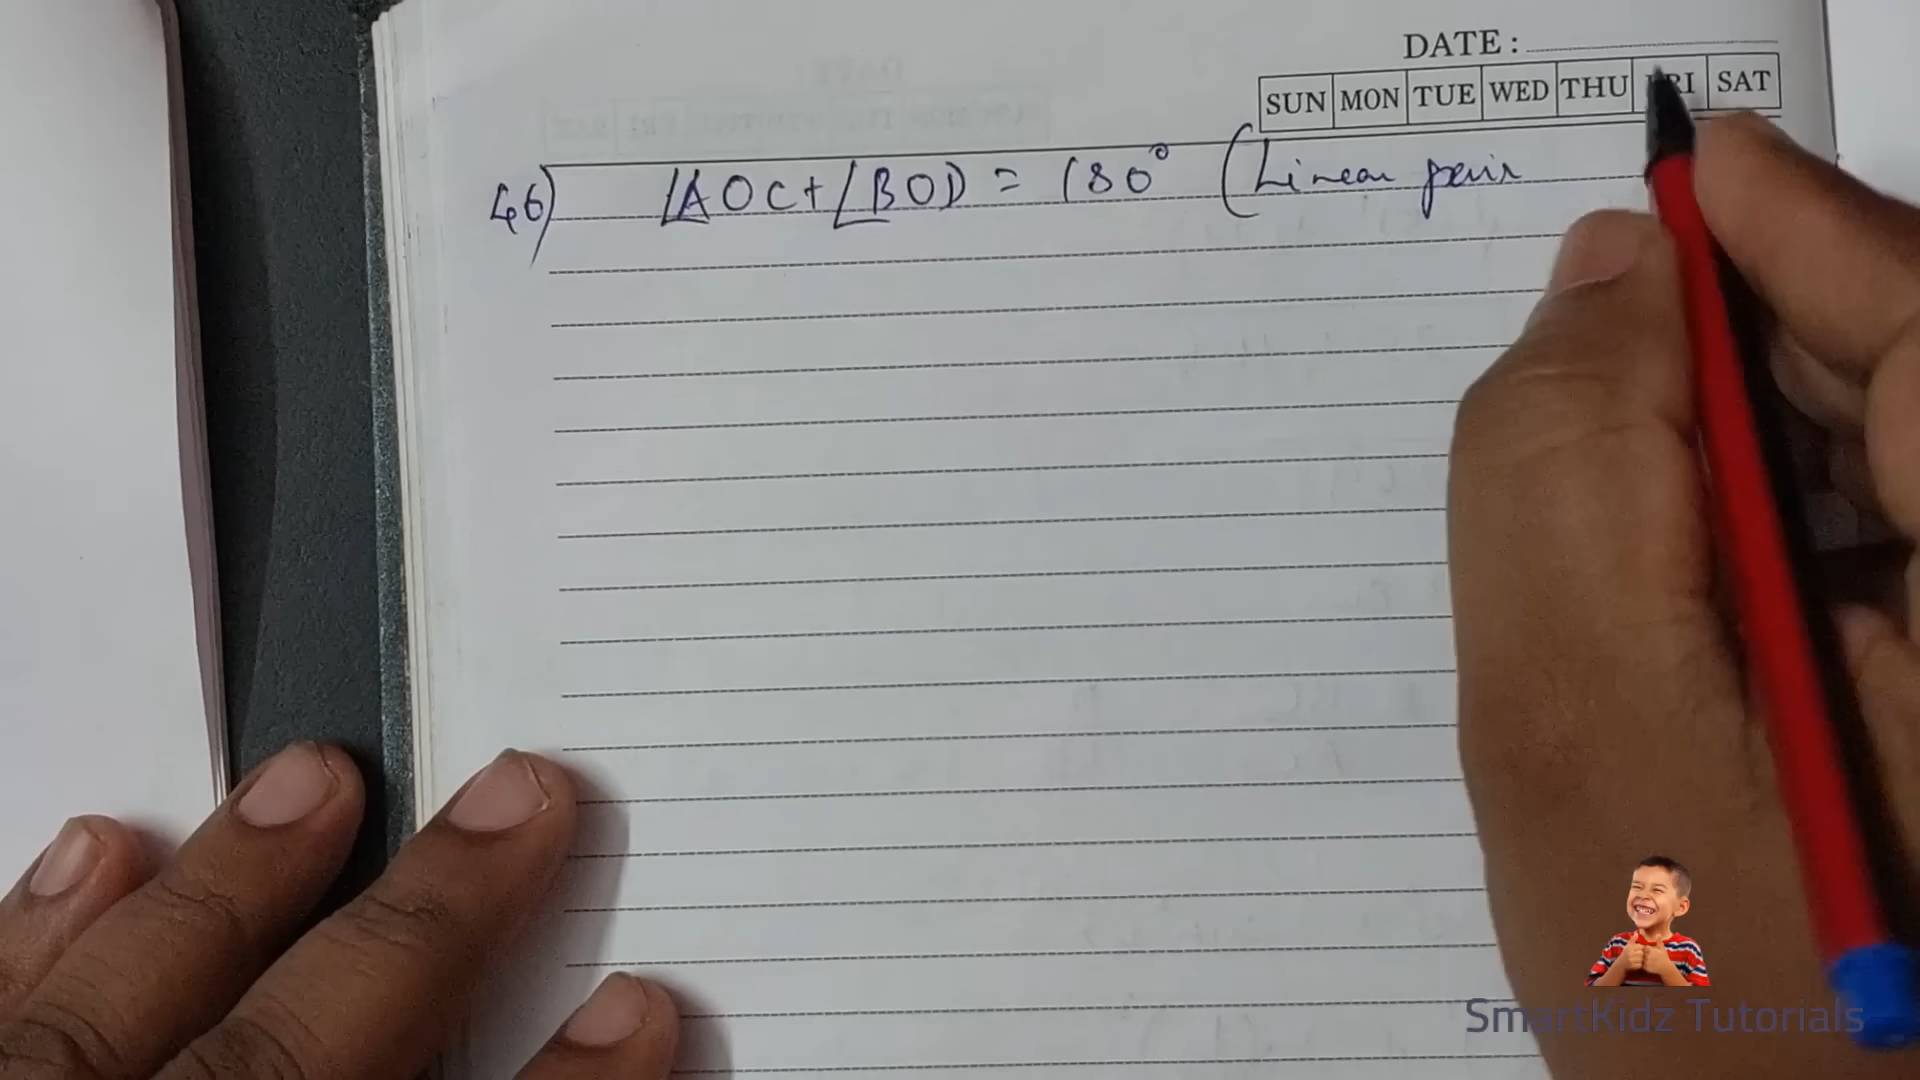 DATE :
SUN MON TUE WED THU FRI SAT
46) ∠AOC + ∠BOD = 180° (Linear pair
SmartKidz Tutorials